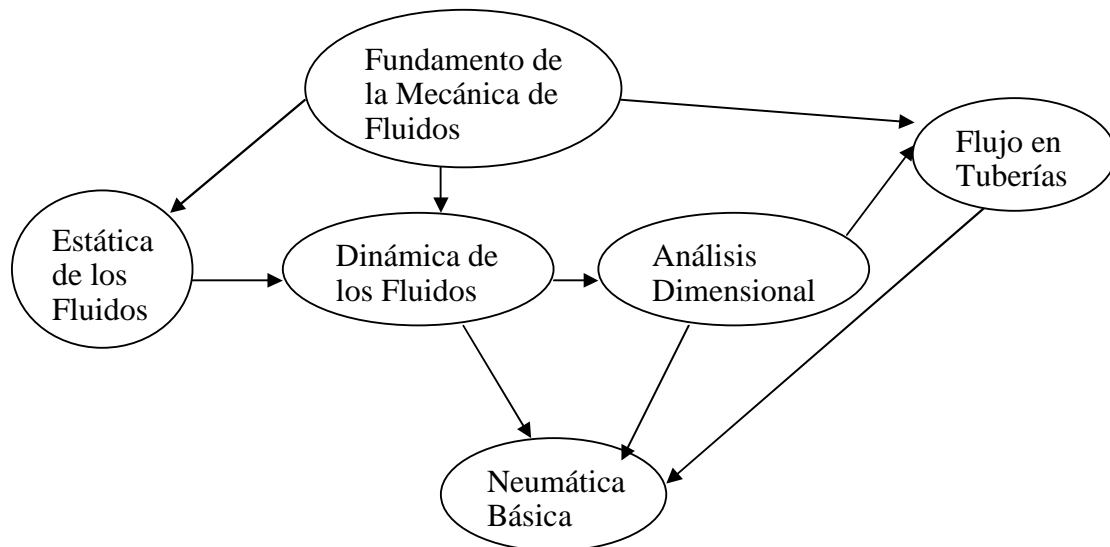 Fundamento de
la Mecánica de
Fluidos
Flujo en
Tuberías
Estática
de los
Fluidos
Dinámica de
los Fluidos
Análisis
Dimensional
Neumática
Básica